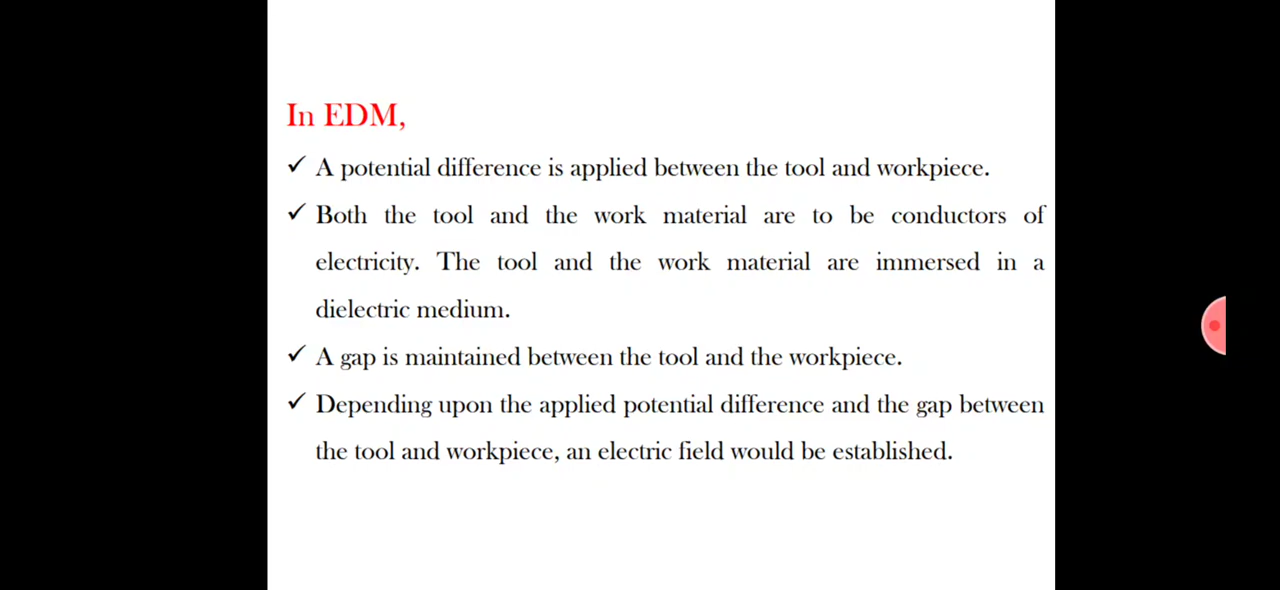 In EDM,
✓ A potential difference is applied between the tool and workpiece.
✓ Both the tool and the work material are to be conductors of
electricity. The tool and the work material are immersed in a
dielectric medium.
✓ A gap is maintained between the tool and the workpiece.
✓ Depending upon the applied potential difference and the gap between
the tool and workpiece, an electric field would be established.